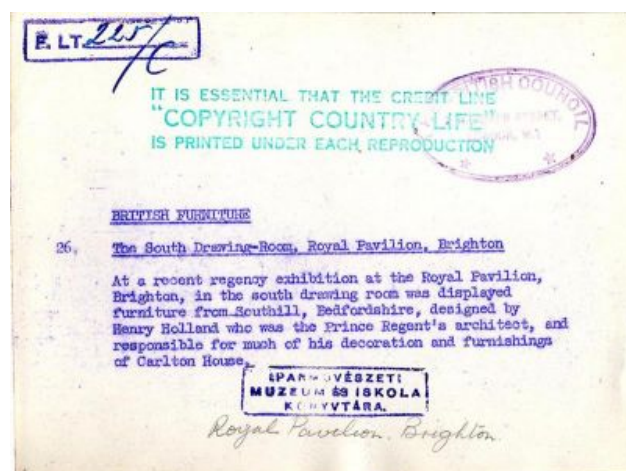 F. LT. 225/C
IT IS ESSENTIAL THAT THE CREDIT LINE
"COPYRIGHT COUNTRY LIFE"
IS PRINTED UNDER EACH REPRODUCTION
BRITISH COUNCIL
BRITISH FURNITURE
26. The South Drawing-Room, Royal Pavilion, Brighton
At a recent regency exhibition at the Royal Pavilion,
Brighton, in the south drawing room was displayed
furniture from Southill, Bedfordshire, designed by
Henry Holland who was the Prince Regent's architect, and
responsible for much of his decoration and furnishings
of Carlton House.
IPARMŰVÉSZETI
MUZEUM ÉS ISKOLA
KÖNYVTÁRA.
Royal Pavilion. Brighton.